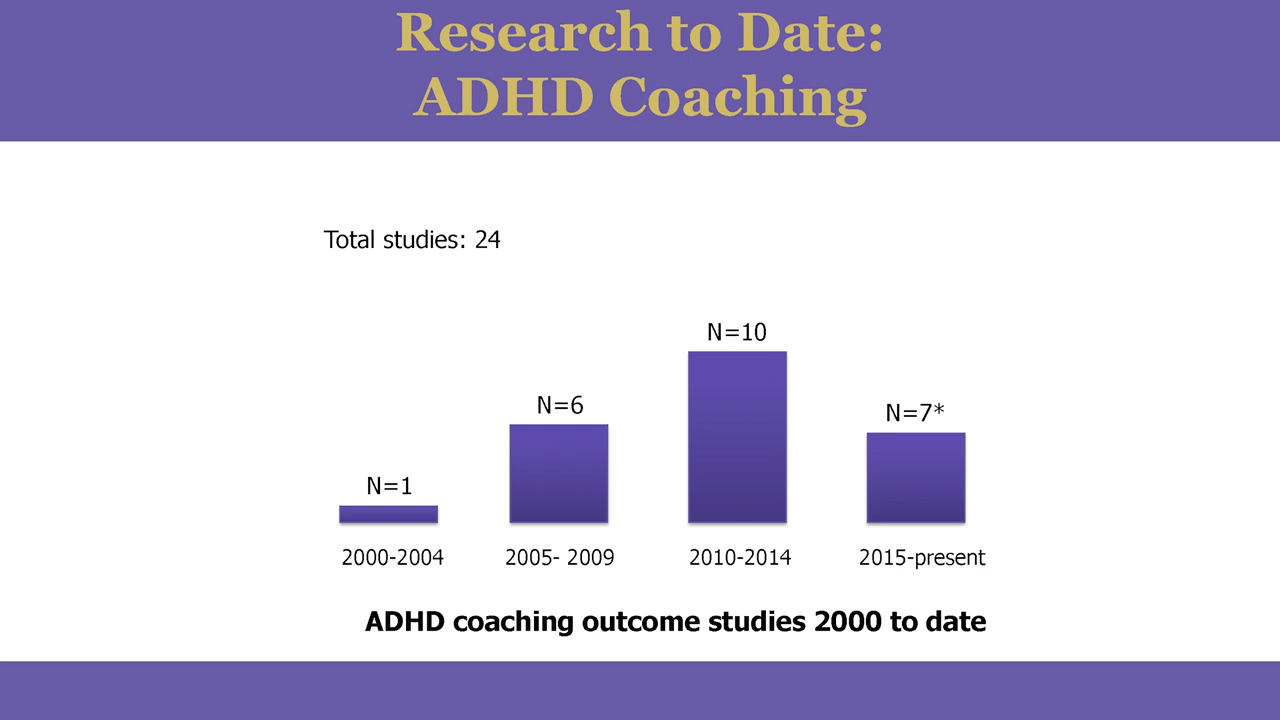 Research to Date:
ADHD Coaching
Total studies: 24
N=10
N=6
N=7*
N=1
2000-2004
2005- 2009
2010-2014
2015-present
ADHD coaching outcome studies 2000 to date